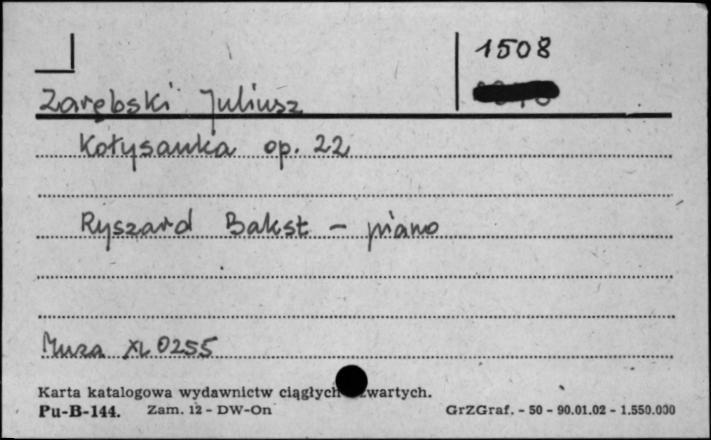 1508
Zarębski Juliusz
Kołysanka op. 22
Ryszard Bakst - piano
Muza XL 0255
Karta katalogowa wydawnictw ciągłych zwartych.
Pu-B-144. Zam. 12 - DW-On GrZGraf. - 50 - 90.01.02 - 1.550.000